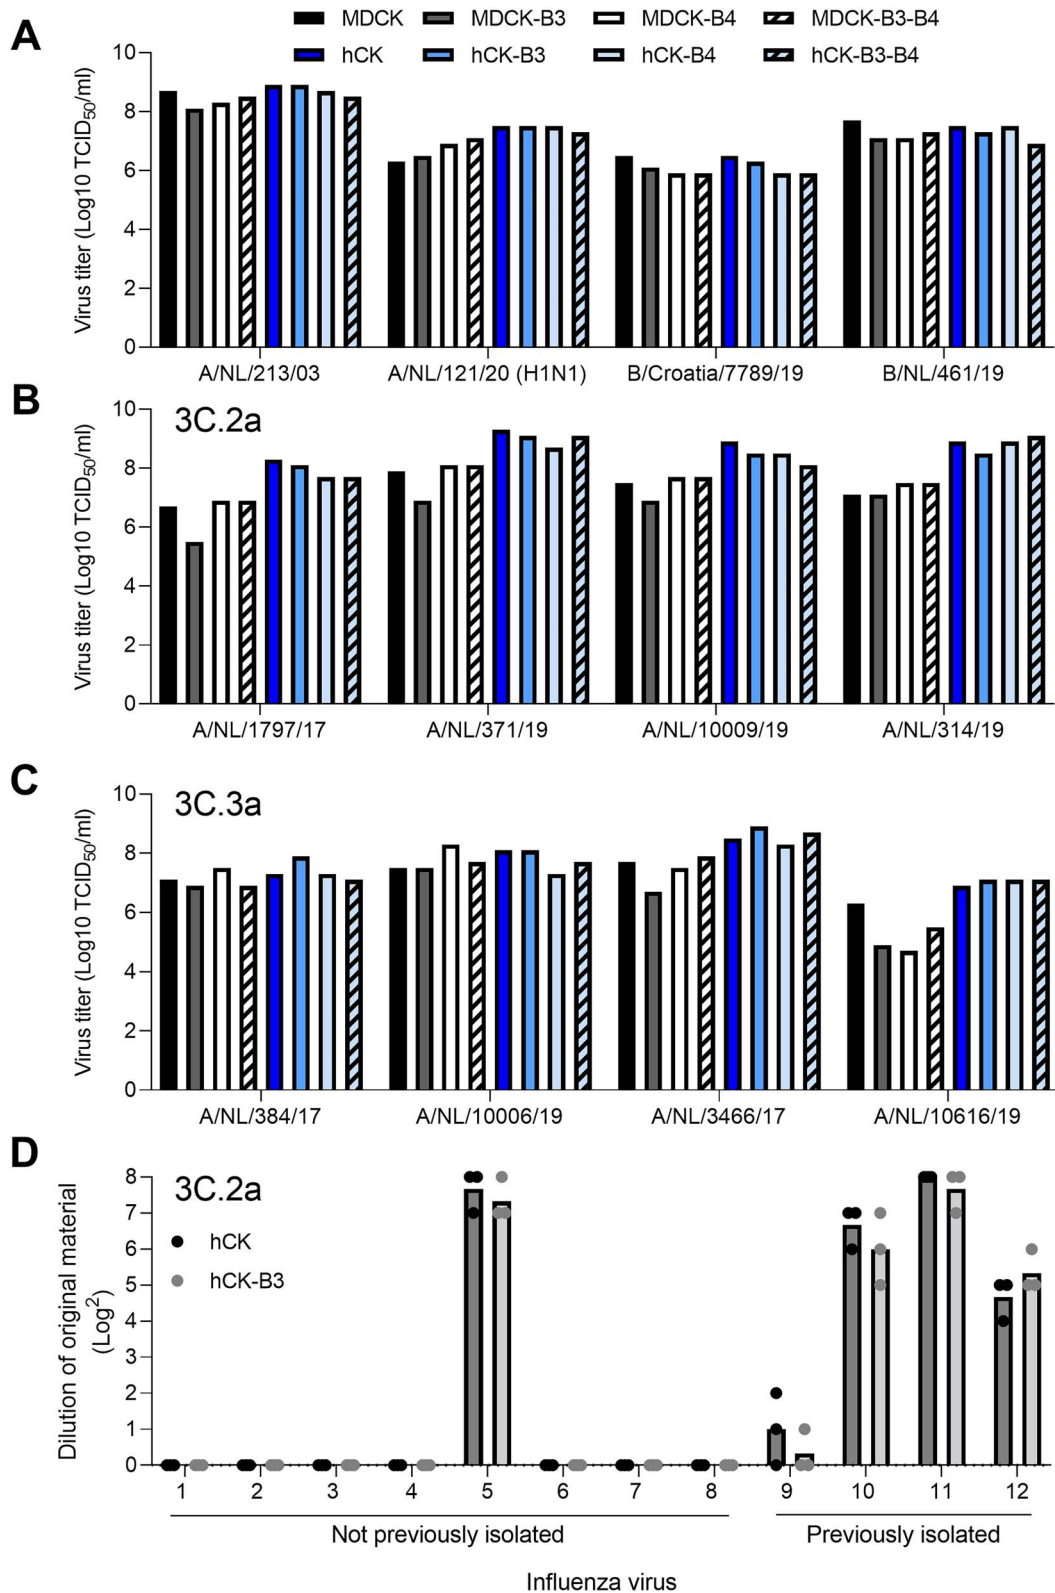 A
MDCK MDCK-B3 MDCK-B4 MDCK-B3-B4
hCK hCK-B3 hCK-B4 hCK-B3-B4
Virus titer (Log10 TCID50/ml)
10
8
6
4
2
0
A/NL/213/03 A/NL/121/20 (H1N1) B/Croatia/7789/19 B/NL/461/19
B
3C.2a
Virus titer (Log10 TCID50/ml)
10
8
6
4
2
0
A/NL/1797/17 A/NL/371/19 A/NL/10009/19 A/NL/314/19
C
3C.3a
Virus titer (Log10 TCID50/ml)
10
8
6
4
2
0
A/NL/384/17 A/NL/10006/19 A/NL/3466/17 A/NL/10616/19
D
3C.2a
hCK
hCK-B3
Dilution of original material
(Log2)
8
7
6
5
4
3
2
1
0
1 2 3 4 5 6 7 8 9 10 11 12
Not previously isolated Previously isolated
Influenza virus